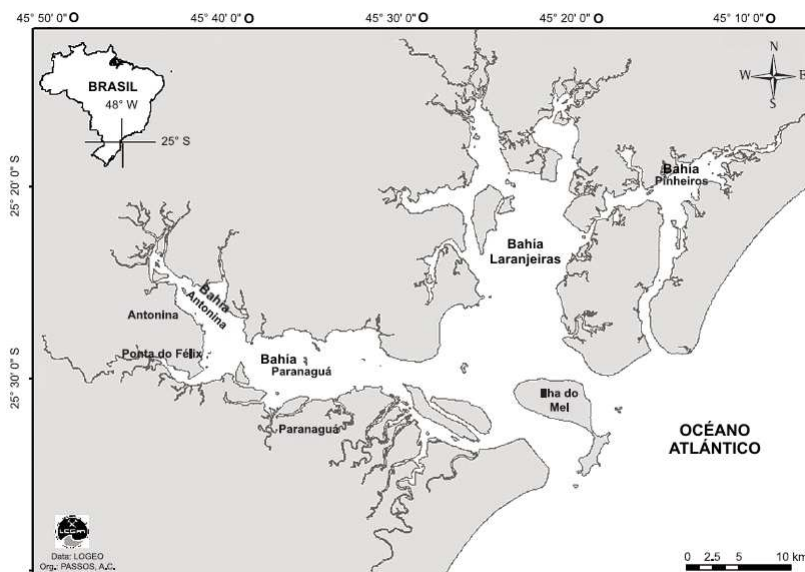 45° 50' 0" O
45° 40' 0" O
45° 30' 0" O
45° 20' 0" O
45° 10' 0" O
BRASIL
48° W
25° S
N
W
E
S
25° 20' 0" S
Bahia
Pinheiros
Bahia
Laranjeiras
Bahia
Antonina
Antonina
Ponta do Félix
Bahía
Paranaguá
25° 30' 0" S
Ilha do
Mel
Paranaguá
OCÉANO
ATLÁNTICO
Data: LOGEO
Org.: PASSOS, A.C.
0 2.5 5 10 km